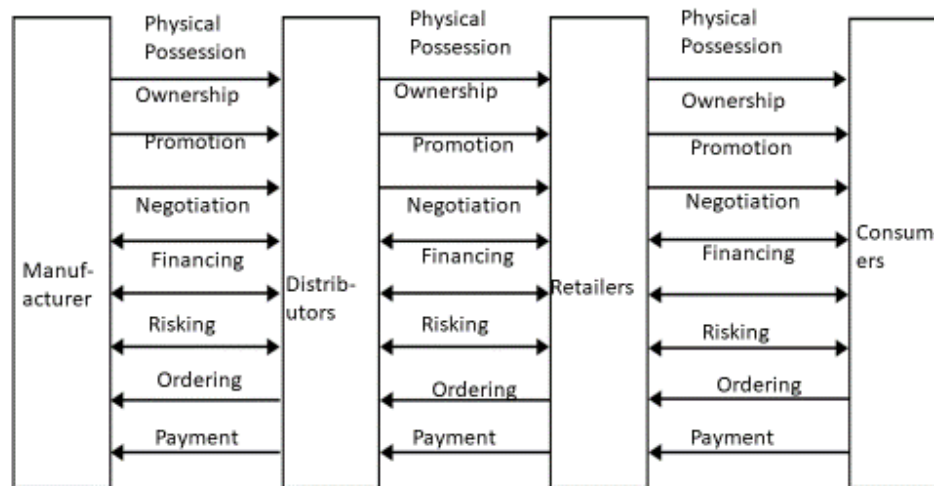 Physical
Possession
Physical
Possession
Physical
Possession
Ownership
Ownership
Ownership
Promotion
Promotion
Promotion
Negotiation
Negotiation
Negotiation
Financing
Financing
Financing
Manuf-
acturer
Distrib-
utors
Retailers
Consum
ers
Risking
Risking
Risking
Ordering
Ordering
Ordering
Payment
Payment
Payment